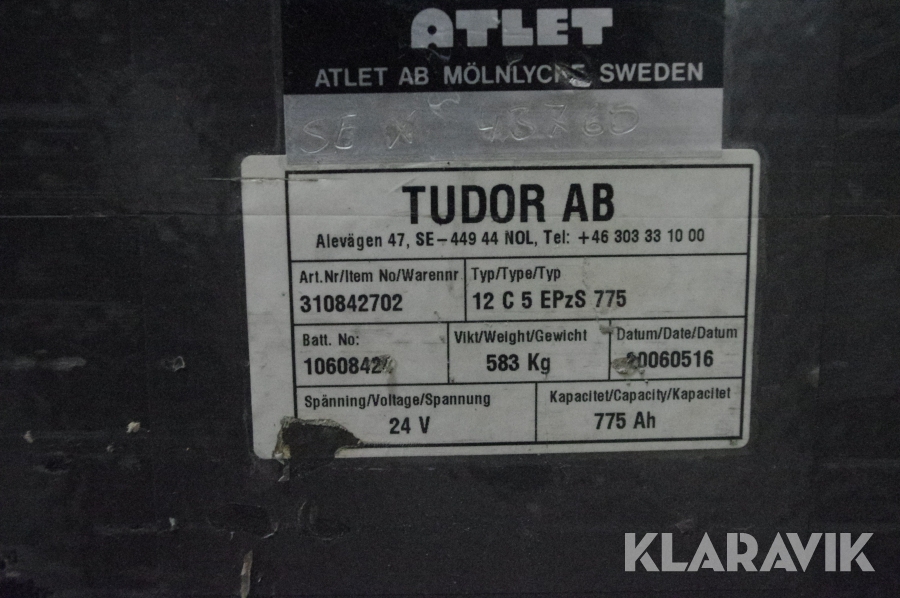 ATLET
ATLET AB MÖLNLYCKE SWEDEN
TUDOR AB
Alevägen 47, SE-449 44 NOL, Tel: +46 303 33 10 00
Art.Nr/Item No/Warennr Typ/Type/Typ
310842702 12 C 5 EPzS 775
Batt. No: Vikt/Weight/Gewicht Datum/Date/Datum
583 Kg 20060516
Spänning/Voltage/Spannung Kapacitet/Capacity/Kapazitet
24 V 775 Ah
KLARAVIK